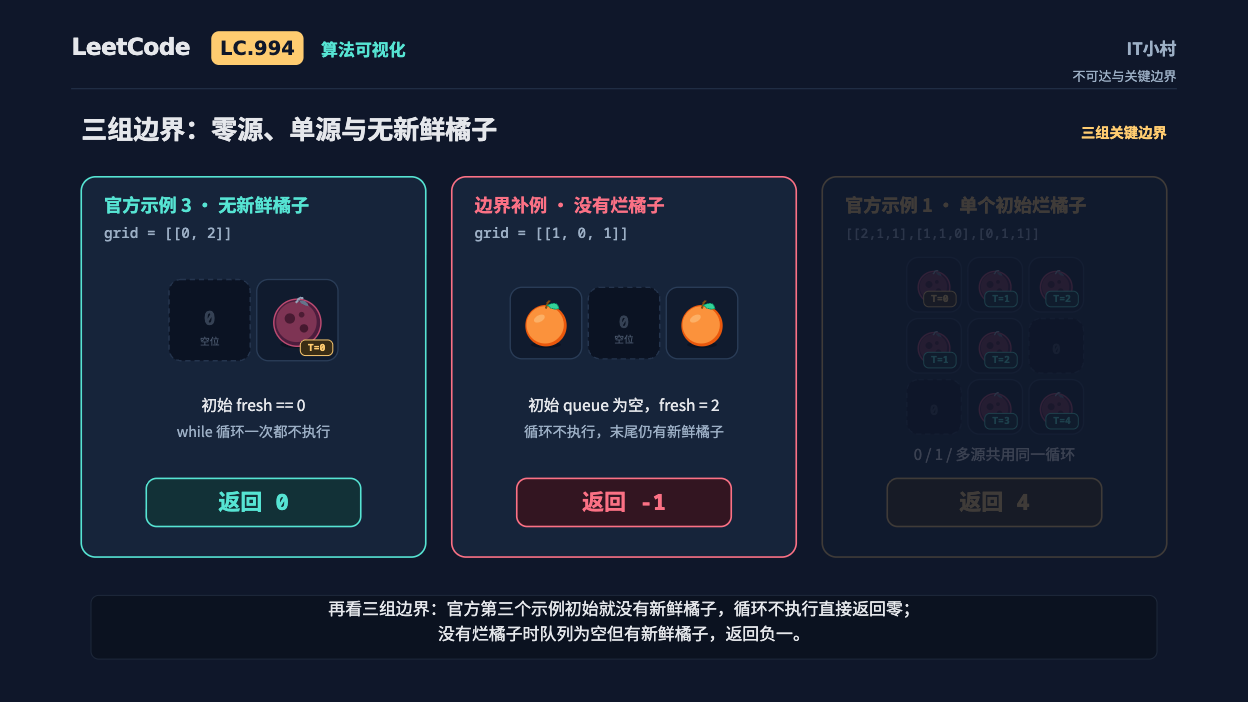 LeetCode LC.994 算法可视化
IT小村
不可达与关键边界
三组边界：零源、单源与无新鲜橘子
三组关键边界
官方示例 3 · 无新鲜橘子
grid = [[0, 2]]
0
空位
T=0
初始 fresh == 0
while 循环一次都不执行
返回 0
边界补例 · 没有烂橘子
grid = [[1, 0, 1]]
0
空位
初始 queue 为空，fresh = 2
循环不执行，末尾仍有新鲜橘子
返回 -1
官方示例 1 · 单个初始烂橘子
[[2,1,1],[1,1,0],[0,1,1]]
T=0 T=1 T=2
T=1 T=2 0
0 T=3 T=4
0 / 1 / 多源共用同一循环
返回 4
再看三组边界：官方第三个示例初始就没有新鲜橘子，循环不执行直接返回零；
没有烂橘子时队列为空但有新鲜橘子，返回负一。